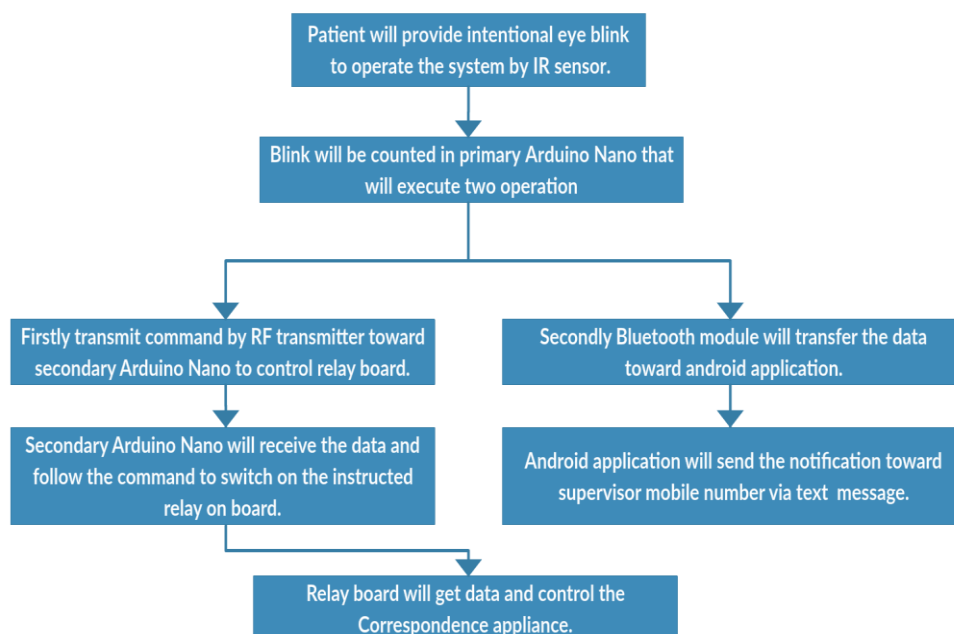 Patient will provide intentional eye blink
to operate the system by IR sensor.
Blink will be counted in primary Arduino Nano that
will execute two operation
Firstly transmit command by RF transmitter toward
secondary Arduino Nano to control relay board.
Secondly Bluetooth module will transfer the data
toward android application.
Secondary Arduino Nano will receive the data and
follow the command to switch on the instructed
relay on board.
Android application will send the notification toward
supervisor mobile number via text message.
Relay board will get data and control the
Correspondence appliance.